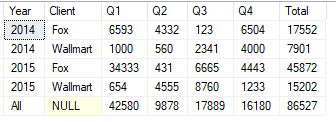 Year Client Q1 Q2 Q3 Q4 Total
2014 Fox 6593 4332 123 6504 17552
2014 Wallmart 1000 560 2341 4000 7901
2015 Fox 34333 431 6665 4443 45872
2015 Wallmart 654 4555 8760 1233 15202
All NULL 42580 9878 17889 16180 86527